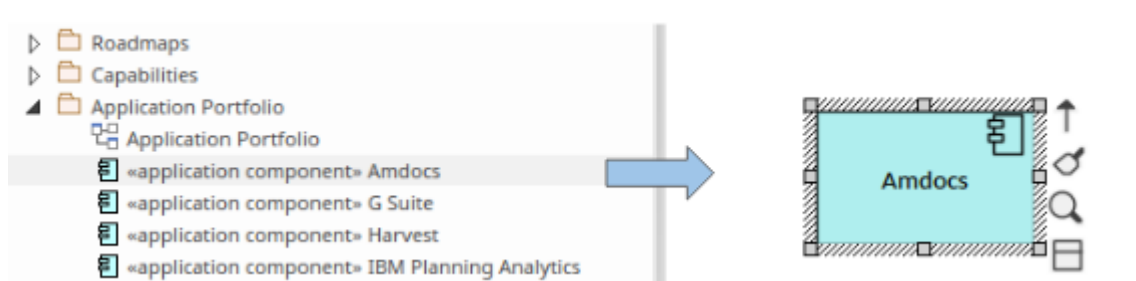 Roadmaps
Capabilities
Application Portfolio
Application Portfolio
«application component» Amdocs
«application component» G Suite
«application component» Harvest
«application component» IBM Planning Analytics
Amdocs